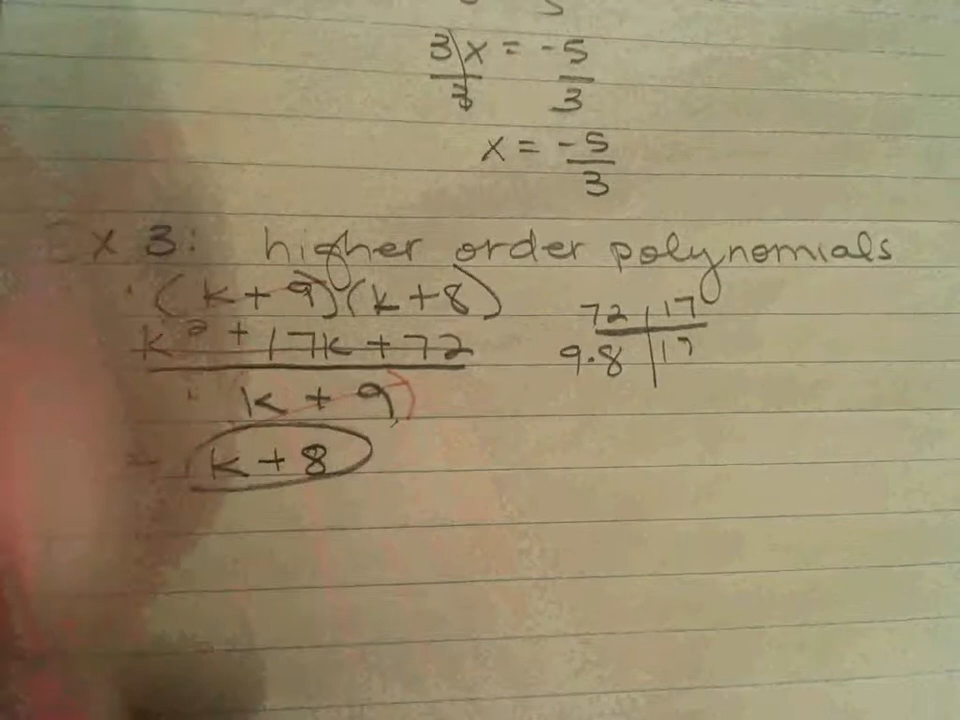 3x = -5
3 3
x = -5
3
Ex 3: higher order polynomials
(k+9)(k+8)
72 | 17
k² + 17k + 72
9.8 | 17
k + 9
k + 8